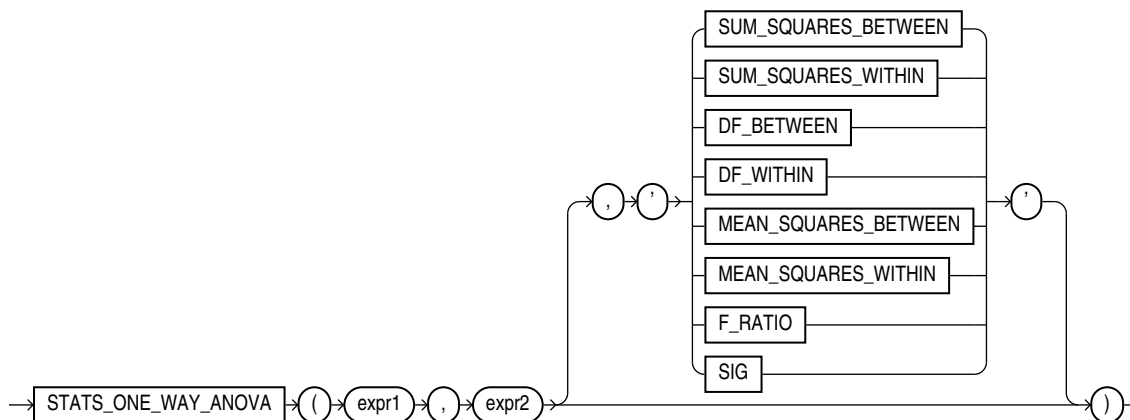 SUM_SQUARES_BETWEEN
SUM_SQUARES_WITHIN
DF_BETWEEN
DF_WITHIN
, ' '
MEAN_SQUARES_BETWEEN
MEAN_SQUARES_WITHIN
F_RATIO
SIG
STATS_ONE_WAY_ANOVA ( expr1 , expr2 )